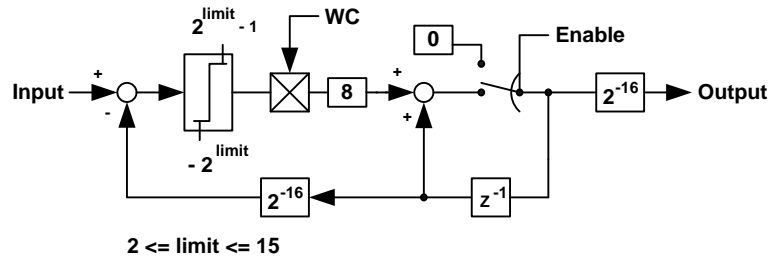 2^limit - 1
WC
0
Enable
+
Input
-
8
+
+
2^-16
Output
- 2^limit
2^-16
z^-1
2 <= limit <= 15